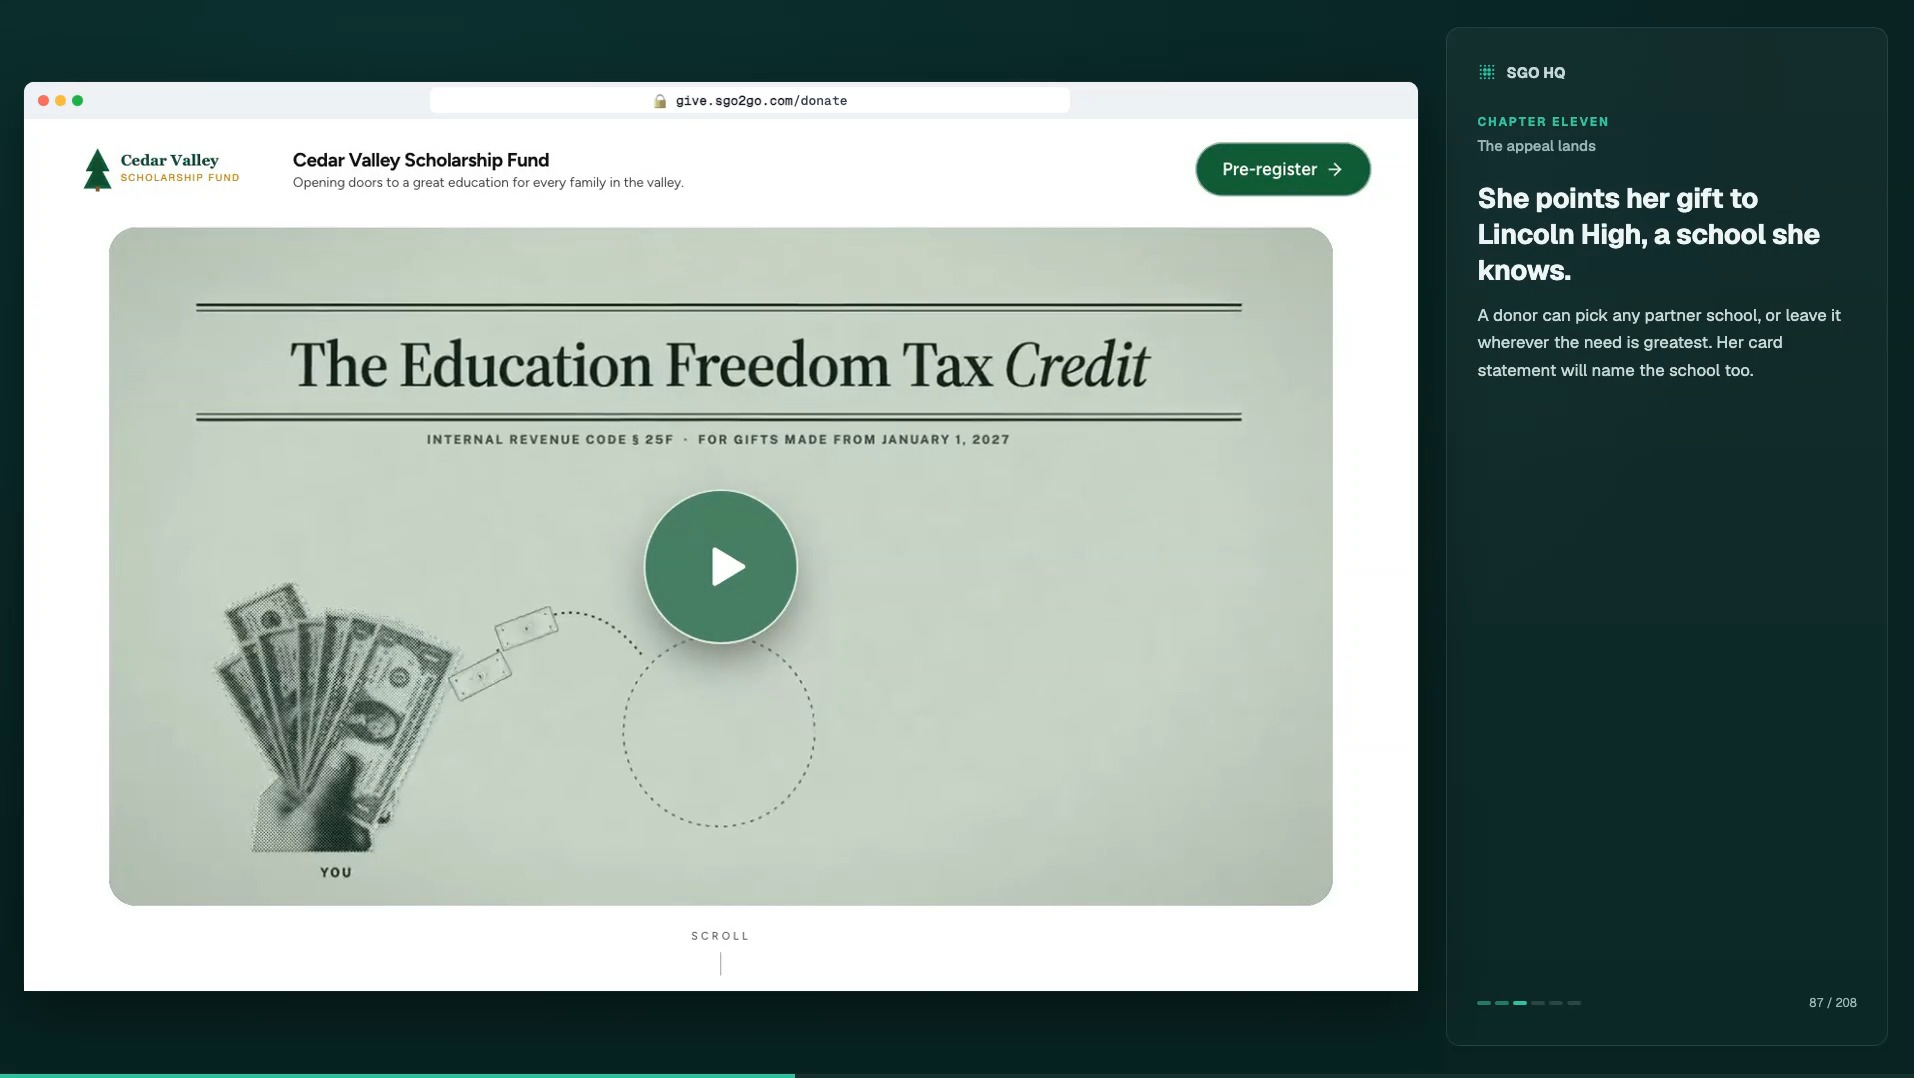 give.sgo2go.com/donate
Cedar Valley
SCHOLARSHIP FUND
Cedar Valley Scholarship Fund
Opening doors to a great education for every family in the valley.
Pre-register →
The Education Freedom Tax Credit
INTERNAL REVENUE CODE § 25F · FOR GIFTS MADE FROM JANUARY 1, 2027
YOU
SCROLL
SGO HQ
CHAPTER ELEVEN
The appeal lands
She points her gift to
Lincoln High, a school she
knows.
A donor can pick any partner school, or leave it
wherever the need is greatest. Her card
statement will name the school too.
87 / 208